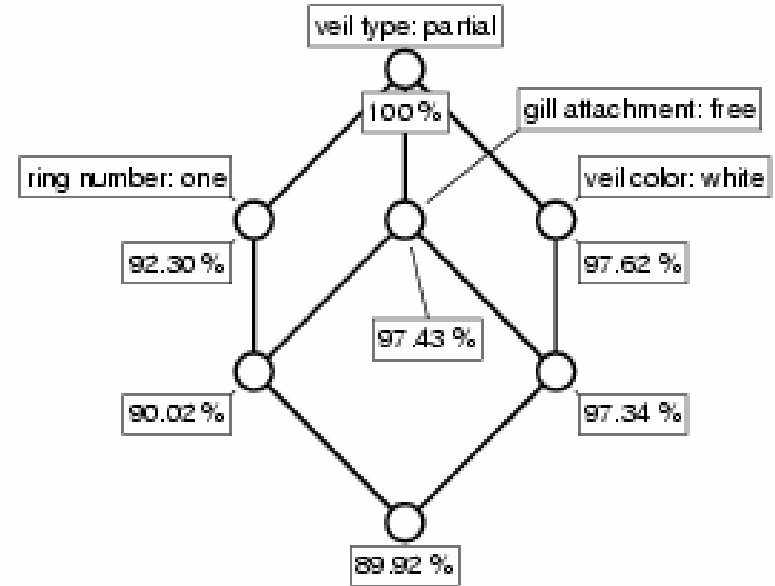 veil type: partial
100 %
gill attachment: free
ring number: one
veil color: white
92.30 %
97.62 %
97.43 %
90.02 %
97.34 %
89.92 %